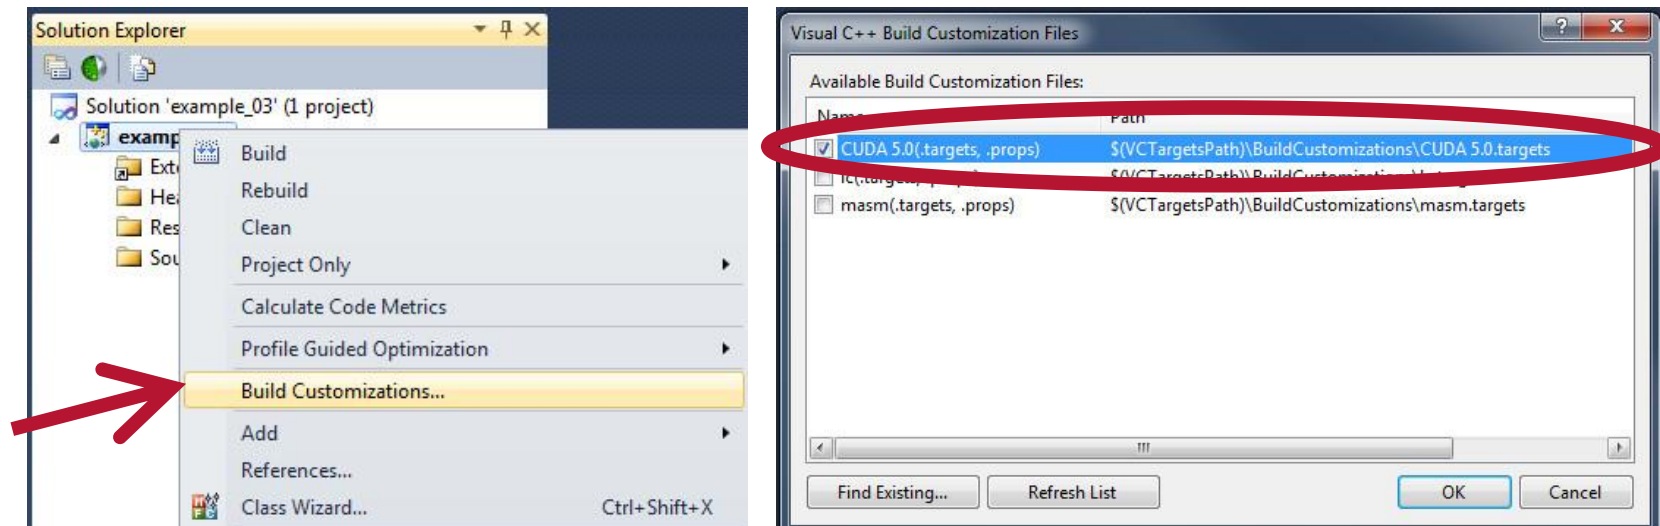 Solution Explorer
Solution 'example_03' (1 project)
examp
Build
Rebuild
Clean
Project Only
Calculate Code Metrics
Profile Guided Optimization
Build Customizations...
Add
References...
Class Wizard... Ctrl+Shift+X
Visual C++ Build Customization Files
Available Build Customization Files:
Name Path
CUDA 5.0(.targets, .props) $(VCTargetsPath)\BuildCustomizations\CUDA 5.0.targets
$(VCTargetsPath)\BuildCustomizations\
masm(.targets, .props) $(VCTargetsPath)\BuildCustomizations\masm.targets
Find Existing... Refresh List OK Cancel